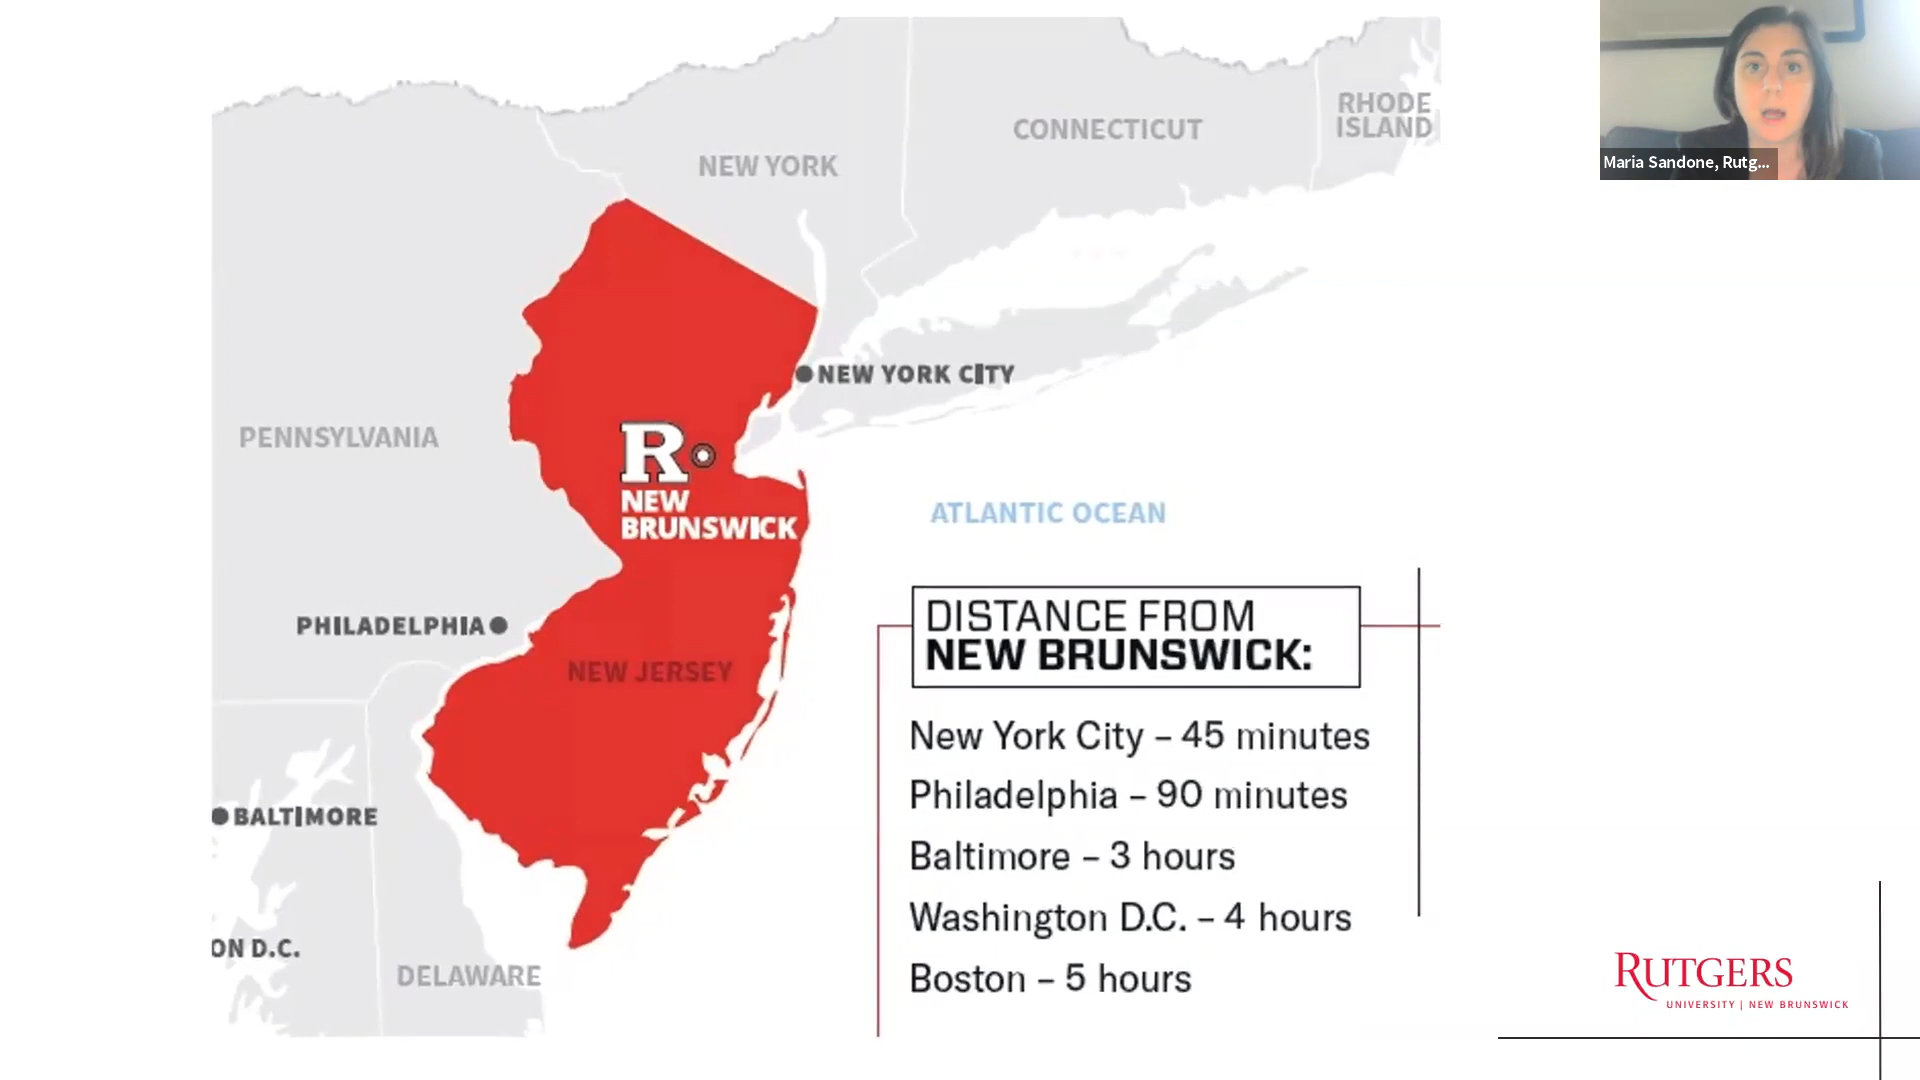 Maria Sandone, Rutg...
RHODE
ISLAND
CONNECTICUT
NEW YORK
NEW YORK CITY
PENNSYLVANIA
R
NEW
BRUNSWICK
ATLANTIC OCEAN
PHILADELPHIA
NEW JERSEY
BALTIMORE
ON D.C.
DELAWARE
DISTANCE FROM
NEW BRUNSWICK:
New York City – 45 minutes
Philadelphia – 90 minutes
Baltimore – 3 hours
Washington D.C. – 4 hours
Boston – 5 hours
RUTGERS
UNIVERSITY | NEW BRUNSWICK